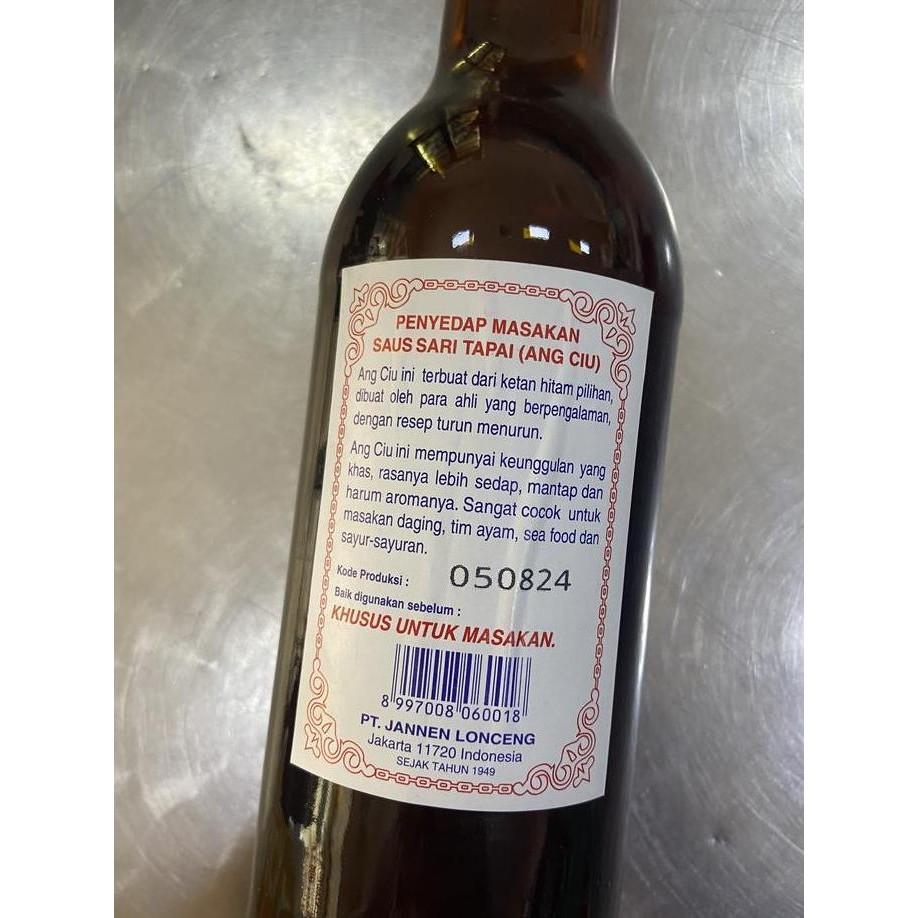 PENYEDAP MASAKAN
SAUS SARI TAPAI (ANG CIU)
Ang Ciu ini terbuat dari ketan hitam pilihan,
dibuat oleh para ahli yang berpengalaman,
dengan resep turun menurun.
Ang Ciu ini mempunyai keunggulan yang
khas, rasanya lebih sedap, mantap dan
harum aromanya. Sangat cocok untuk
masakan daging, tim ayam, sea food dan
sayur-sayuran.
Kode Produksi : 050824
Baik digunakan sebelum :
KHUSUS UNTUK MASAKAN.
8 997008 060018
PT. JANNEN LONCENG
Jakarta 11720 Indonesia
SEJAK TAHUN 1949